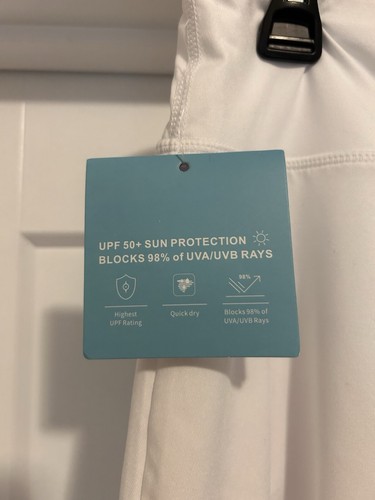 UPF 50+ SUN PROTECTION
BLOCKS 98% of UVA/UVB RAYS
98%
Highest
UPF Rating
Quick dry
Blocks 98% of
UVA/UVB Rays